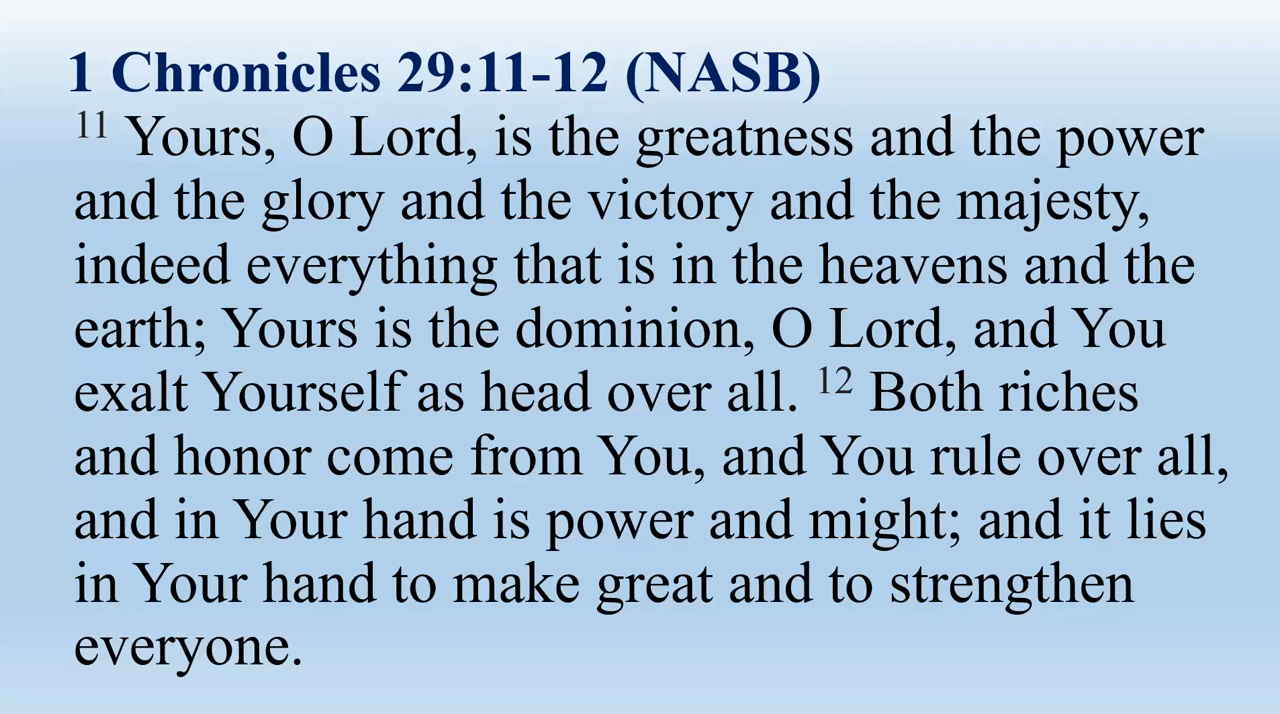 1 Chronicles 29:11-12 (NASB)
11 Yours, O Lord, is the greatness and the power
and the glory and the victory and the majesty,
indeed everything that is in the heavens and the
earth; Yours is the dominion, O Lord, and You
exalt Yourself as head over all. 12 Both riches
and honor come from You, and You rule over all,
and in Your hand is power and might; and it lies
in Your hand to make great and to strengthen
everyone.